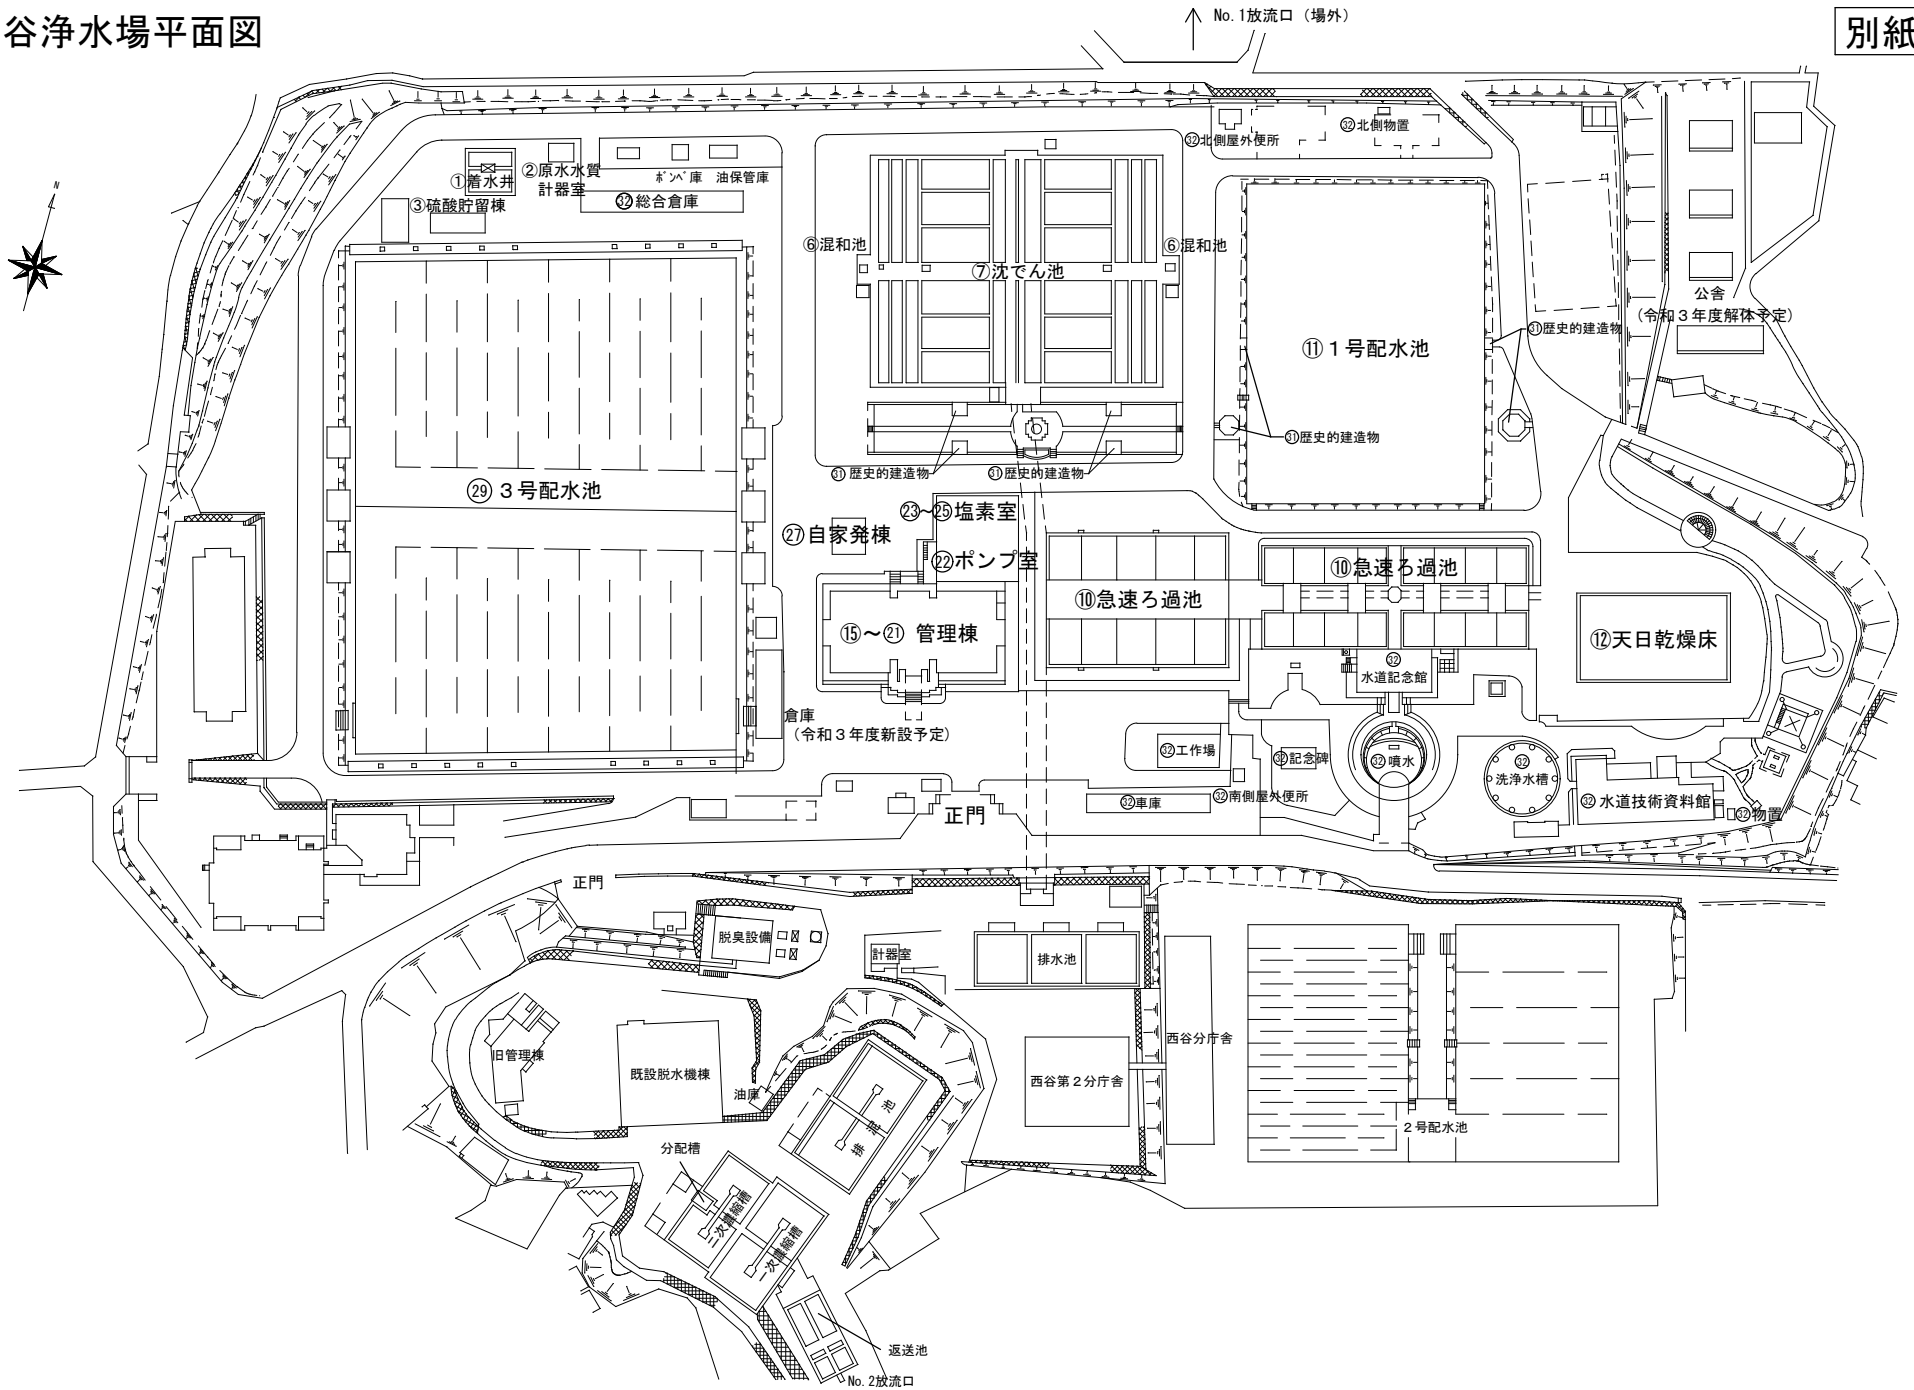 谷浄水場平面図
No.1放流口（場外）
別紙
N
㉜北側屋外便所
㉜北側物置
①着水井
②原水水質
計器室
ﾎﾞﾝﾍﾞ庫
油保管庫
③硫酸貯留棟
㉜総合倉庫
⑥混和池
⑥混和池
⑦沈でん池
公舎
(令和３年度解体予定)
㉛歴史的建造物
⑪１号配水池
㉛歴史的建造物
㉛歴史的建造物
㉛歴史的建造物
㉙３号配水池
㉓～㉕塩素室
㉗自家発棟
㉒ポンプ室
⑩急速ろ過池
⑩急速ろ過池
⑮～㉑ 管理棟
⑫天日乾燥床
㉜
水道記念館
倉庫
(令和３年度新設予定)
㉜工作場
㉜記念碑
㉜噴水
㉜
洗浄水槽
㉜車庫
㉜南側屋外便所
㉜水道技術資料館
㉜物置
正門
正門
脱臭設備
計器室
排水池
旧管理棟
既設脱水機棟
油庫
西谷分庁舎
西谷第２分庁舎
排泥池
２号配水池
分配槽
二次濃縮槽
一次濃縮槽
返送池
No.2放流口